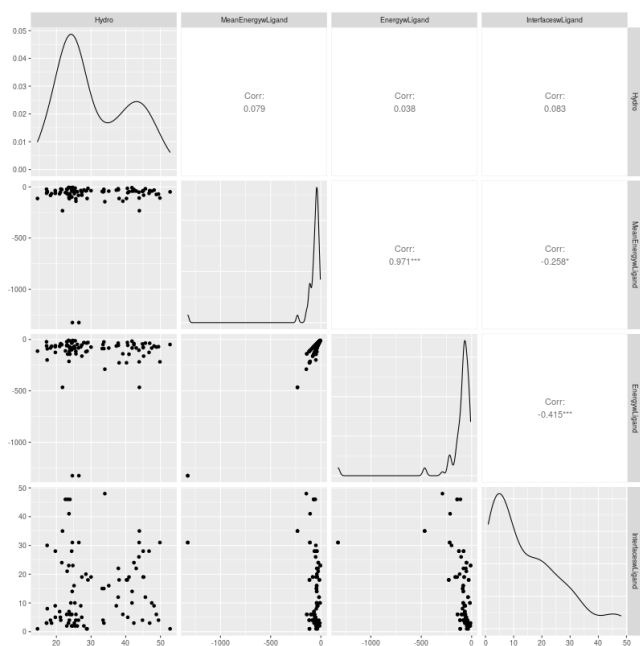 Hydro
MeanEnergywLigand
EnergywLigand
InterfaceswLigand
0.05
0.04
0.03
0.02
0.01
0.00
Corr:
0.079
Corr:
0.038
Corr:
0.083
Hydro
0
-500
-1000
Corr:
0.971***
Corr:
-0.258*
MeanEnergywLigand
0
-500
-1000
Corr:
-0.415***
EnergywLigand
50
40
30
20
10
0
InterfaceswLigand
20
30
40
50
-1000
-500
0
-1000
-500
0
0
10
20
30
40
50